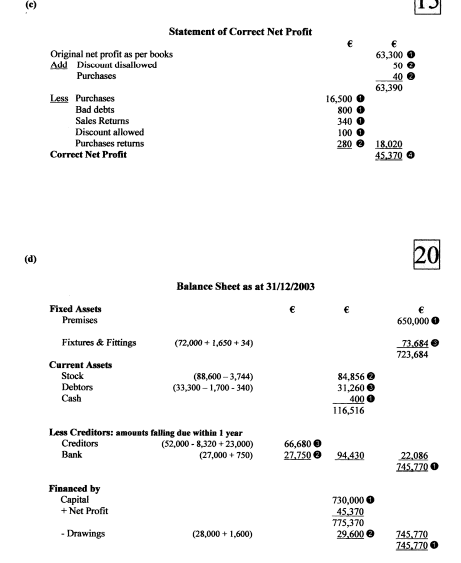 (c)
15
Statement of Correct Net Profit
€ €
Original net profit as per books 63,300 ❶
Add Discount disallowed 50 ❷
Purchases 40 ❷
63,390
Less Purchases 16,500 ❶
Bad debts 800 ❶
Sales Returns 340 ❶
Discount allowed 100 ❶
Purchases returns 280 ❷ 18,020
Correct Net Profit 45,370 ❹
(d)
20
Balance Sheet as at 31/12/2003
Fixed Assets € € €
Premises 650,000 ❶
Fixtures & Fittings (72,000 + 1,650 + 34) 73,684 ❸
723,684
Current Assets
Stock (88,600 – 3,744) 84,856 ❷
Debtors (33,300 – 1,700 - 340) 31,260 ❸
Cash 400 ❶
116,516
Less Creditors: amounts falling due within 1 year
Creditors (52,000 - 8,320 + 23,000) 66,680 ❸
Bank (27,000 + 750) 27,750 ❷ 94,430 22,086
745,770 ❶
Financed by
Capital 730,000 ❶
+ Net Profit 45,370
775,370
- Drawings (28,000 + 1,600) 29,600 ❷ 745,770
745,770 ❶